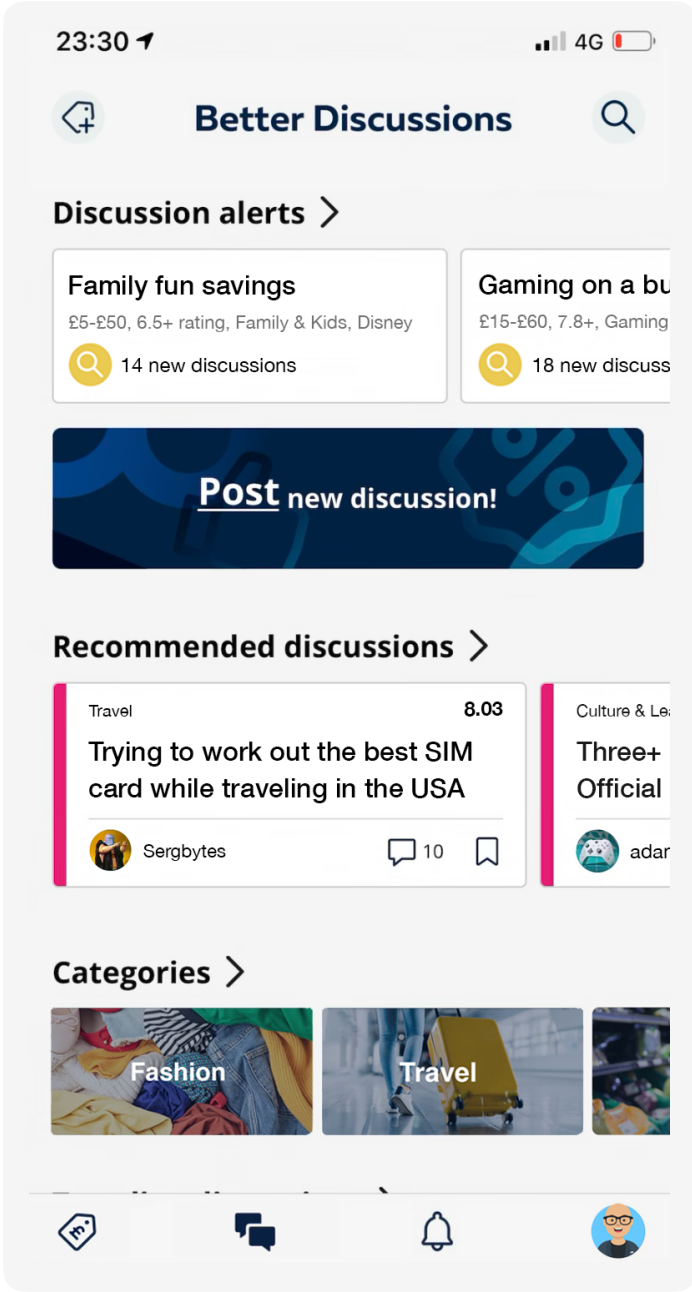 23:30
4G
Better Discussions
Discussion alerts
Family fun savings
£5-£50, 6.5+ rating, Family & Kids, Disney
14 new discussions
Gaming on a bu
£15-£60, 7.8+, Gaming
18 new discuss
Post new discussion!
Recommended discussions
Travel
8.03
Trying to work out the best SIM
card while traveling in the USA
Sergbytes
10
Culture & Le
Three+
Official
adar
Categories
Fashion
Travel